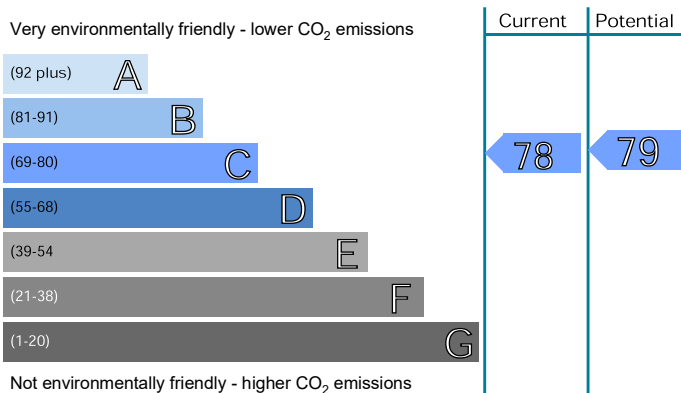 Very environmentally friendly - lower CO2 emissions
Current
Potential
(92 plus) A
(81-91) B
(69-80) C
(55-68) D
(39-54 E
(21-38) F
(1-20) G
78
79
Not environmentally friendly - higher CO2 emissions